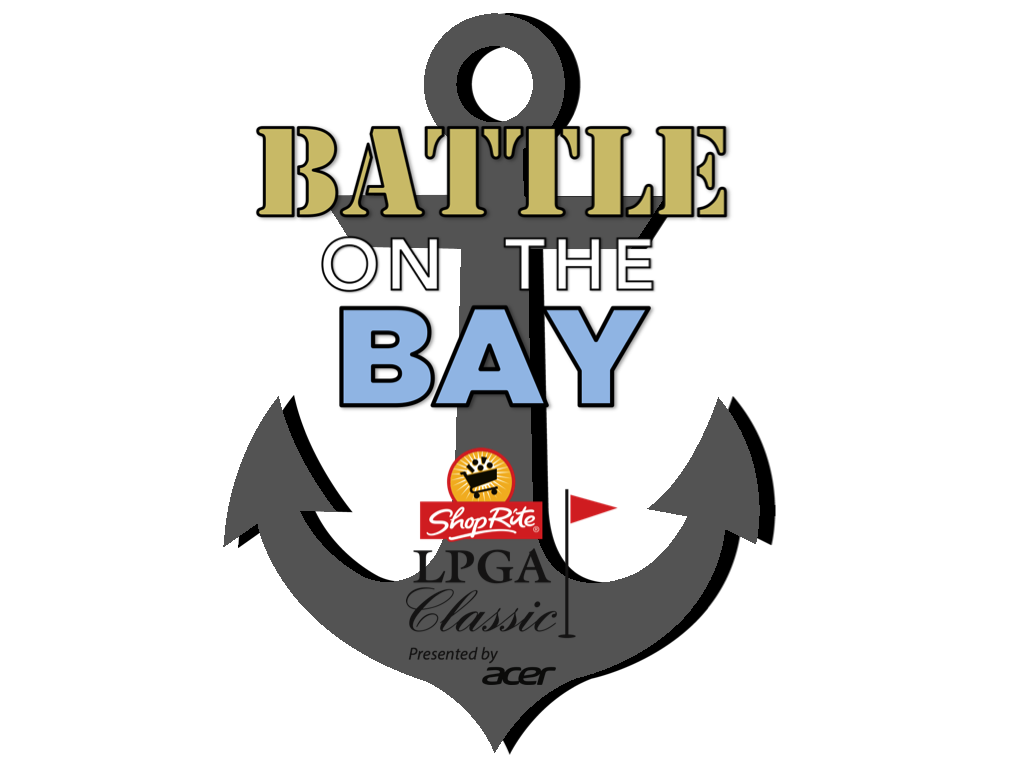 BATTLE
ON THE
BAY
ShopRite®
LPGA
Classic
Presented by
acer